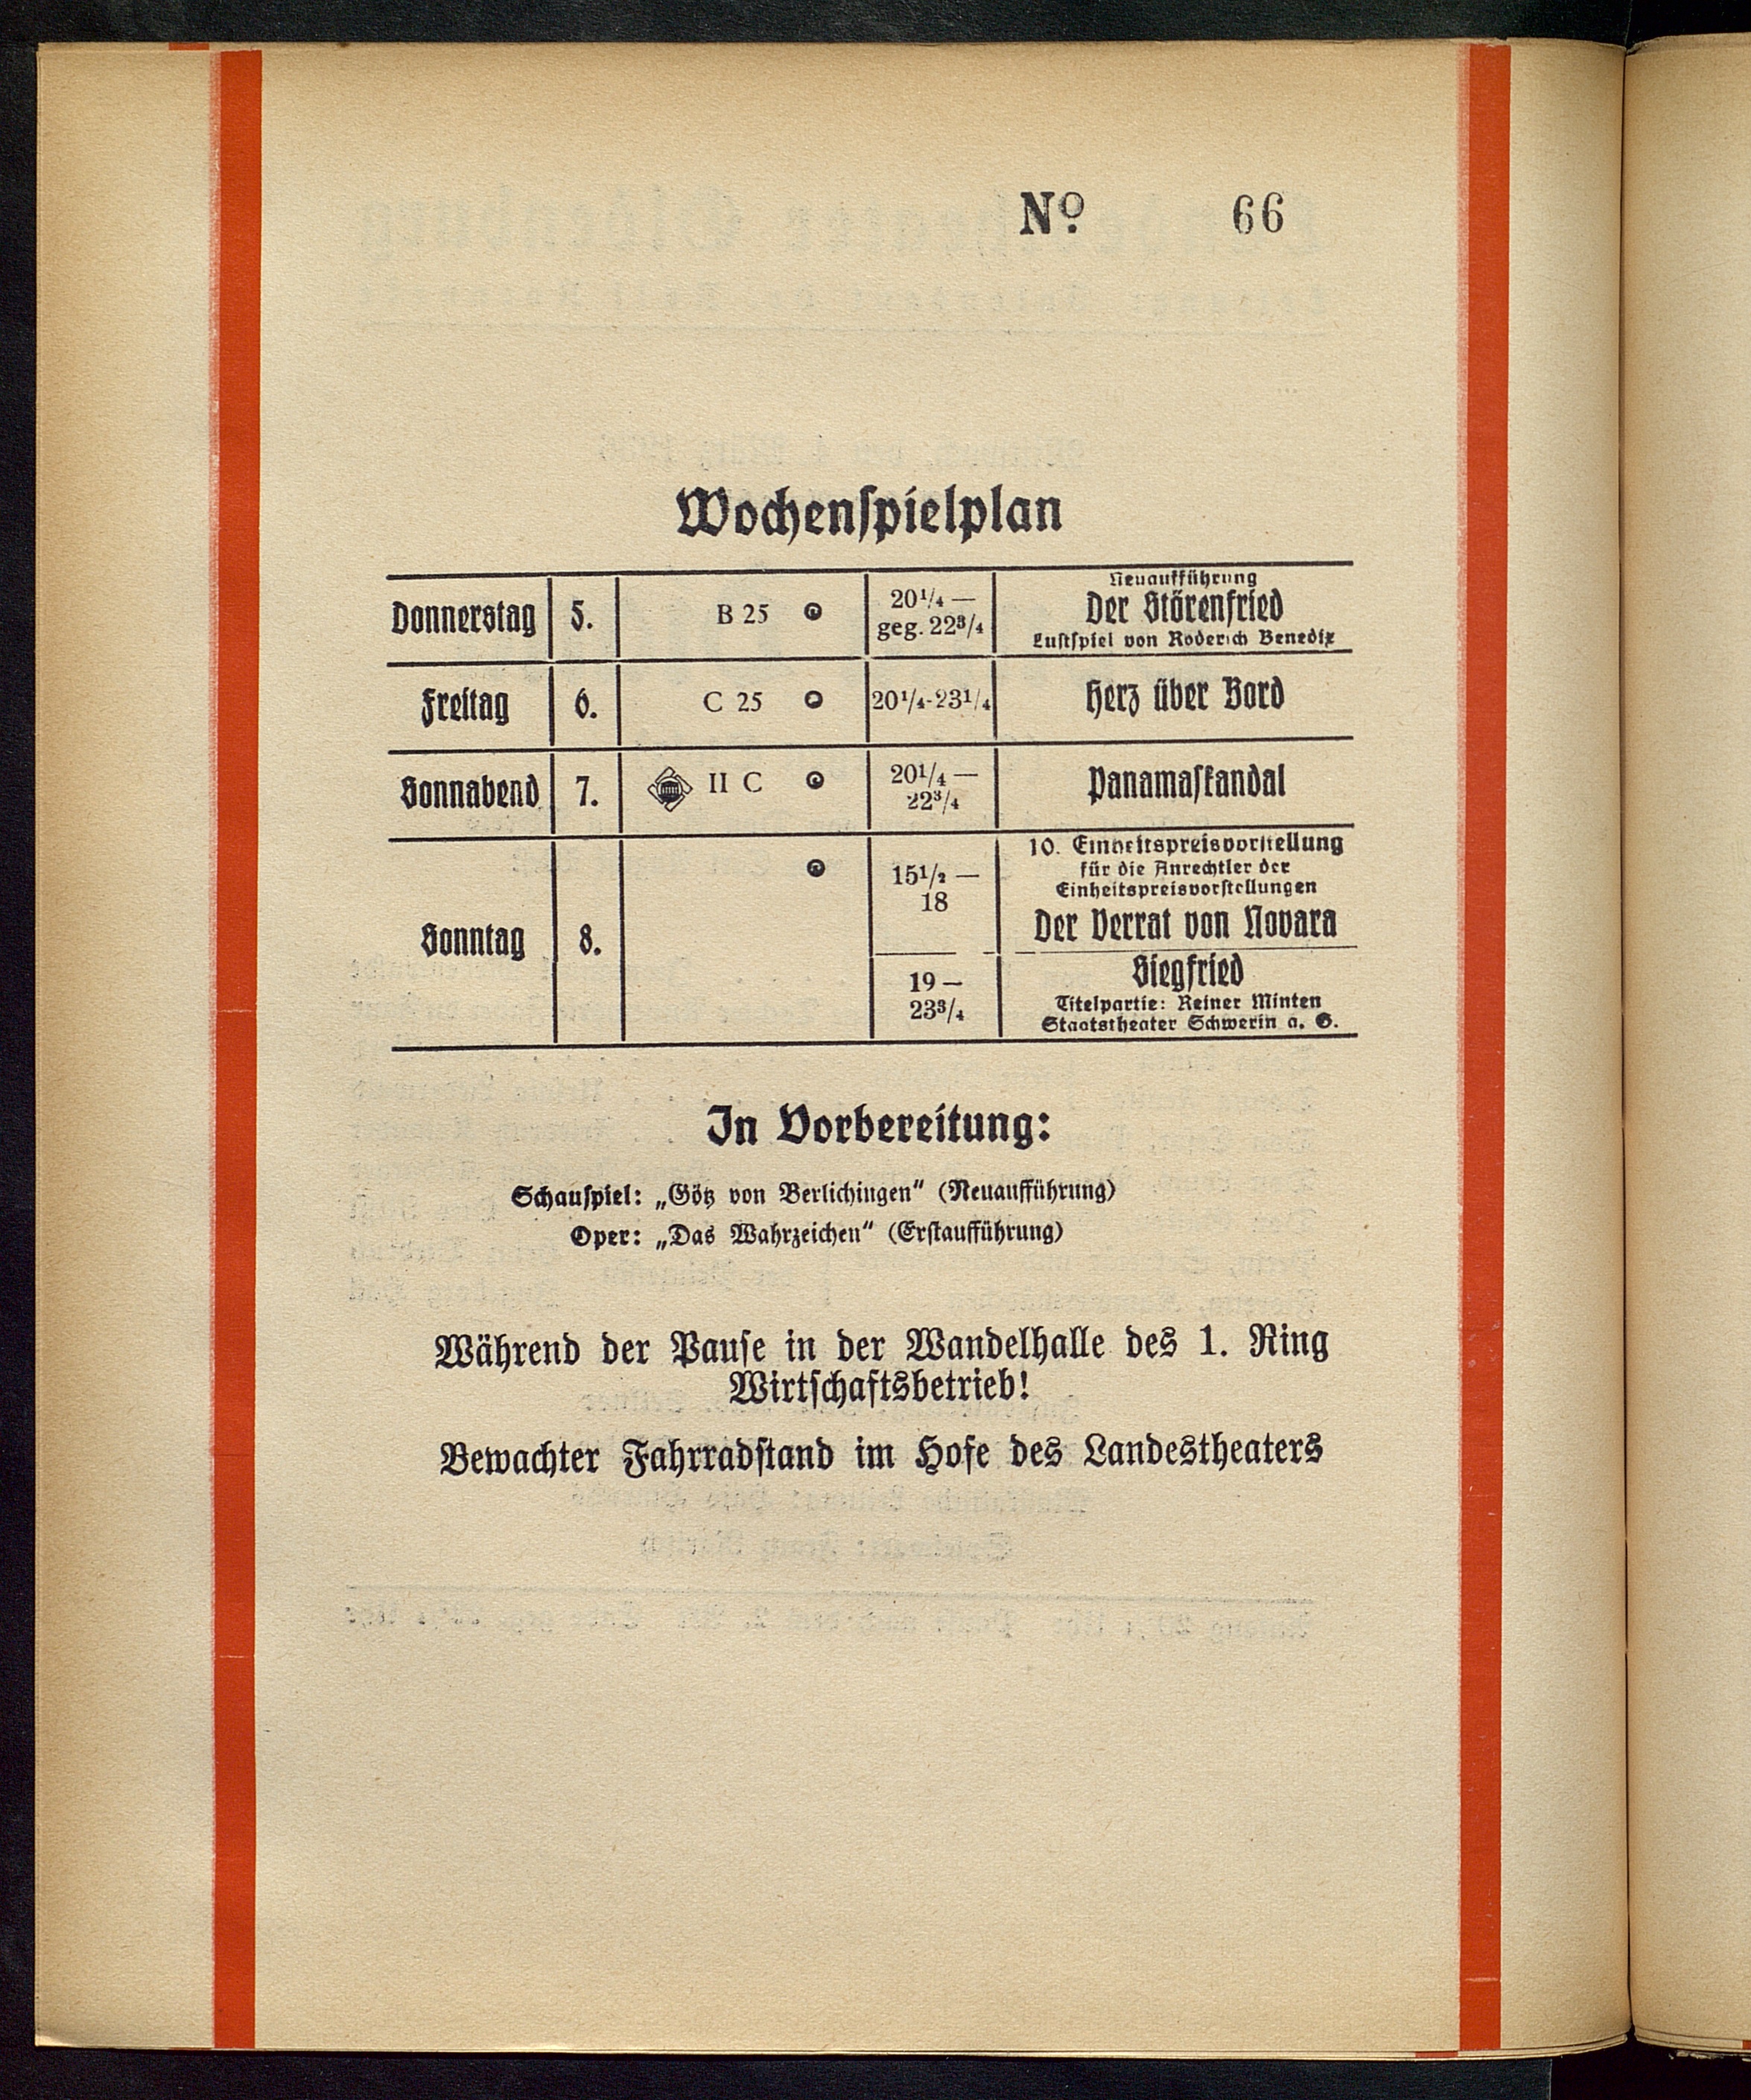 No. 66
Wochenspielplan
Donnerstag 5. B 25 20¹/₄ — geg. 22³/₄
Neuaufführung
Der Störenfried
Lustspiel von Roderich Benedix
Freitag 6. C 25 20¹/₄-23¹/₄ Herz über Bord
Sonnabend 7. II C 20¹/₄ — 22³/₄ Panamaskandal
Sonntag 8. 15¹/₂ — 18
10. Einheitspreisvorstellung
für die Anrechtler der
Einheitspreisvorstellungen
Der Verrat von Novara
19 — 23³/₄
Siegfried
Titelpartie: Reiner Minten
Staatstheater Schwerin a. G.
In Vorbereitung:
Schauspiel: „Götz von Berlichingen“ (Neuaufführung)
Oper: „Das Wahrzeichen“ (Erstaufführung)
Während der Pause in der Wandelhalle des 1. Ring
Wirtschaftsbetrieb!
Bewachter Fahrradstand im Hofe des Landestheaters